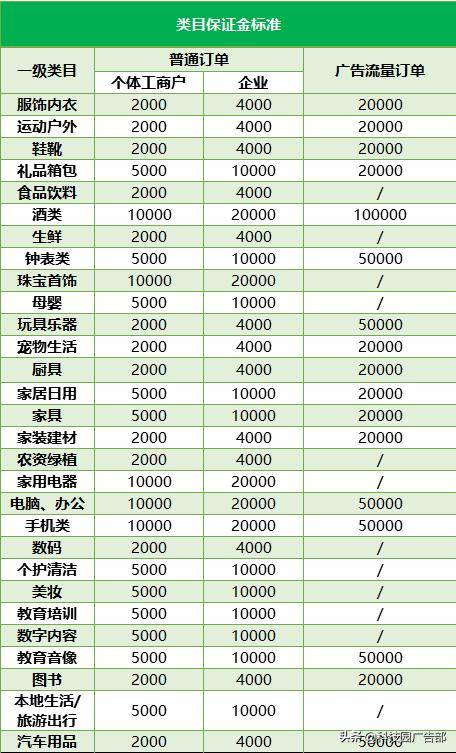 类目保证金标准
一级类目 普通订单 广告流量订单
个体工商户 企业
服饰内衣 2000 4000 20000
运动户外 2000 4000 20000
鞋靴 2000 4000 20000
礼品箱包 5000 10000 20000
食品饮料 2000 4000 /
酒类 10000 20000 100000
生鲜 2000 4000 /
钟表类 5000 10000 50000
珠宝首饰 10000 20000 /
母婴 5000 10000 /
玩具乐器 2000 4000 50000
宠物生活 2000 4000 20000
厨具 2000 4000 20000
家居日用 5000 10000 20000
家具 5000 10000 20000
家装建材 2000 4000 20000
农资绿植 2000 4000 /
家用电器 10000 20000 /
电脑、办公 10000 20000 50000
手机类 10000 20000 50000
数码 2000 4000 /
个护清洁 5000 10000 /
美妆 5000 10000 /
教育培训 5000 10000 /
数字内容 5000 10000 /
教育音像 5000 10000 50000
图书 2000 4000 20000
本地生活/
旅游出行 5000 10000 /
汽车用品 2000 4000
头条@科技园广告部